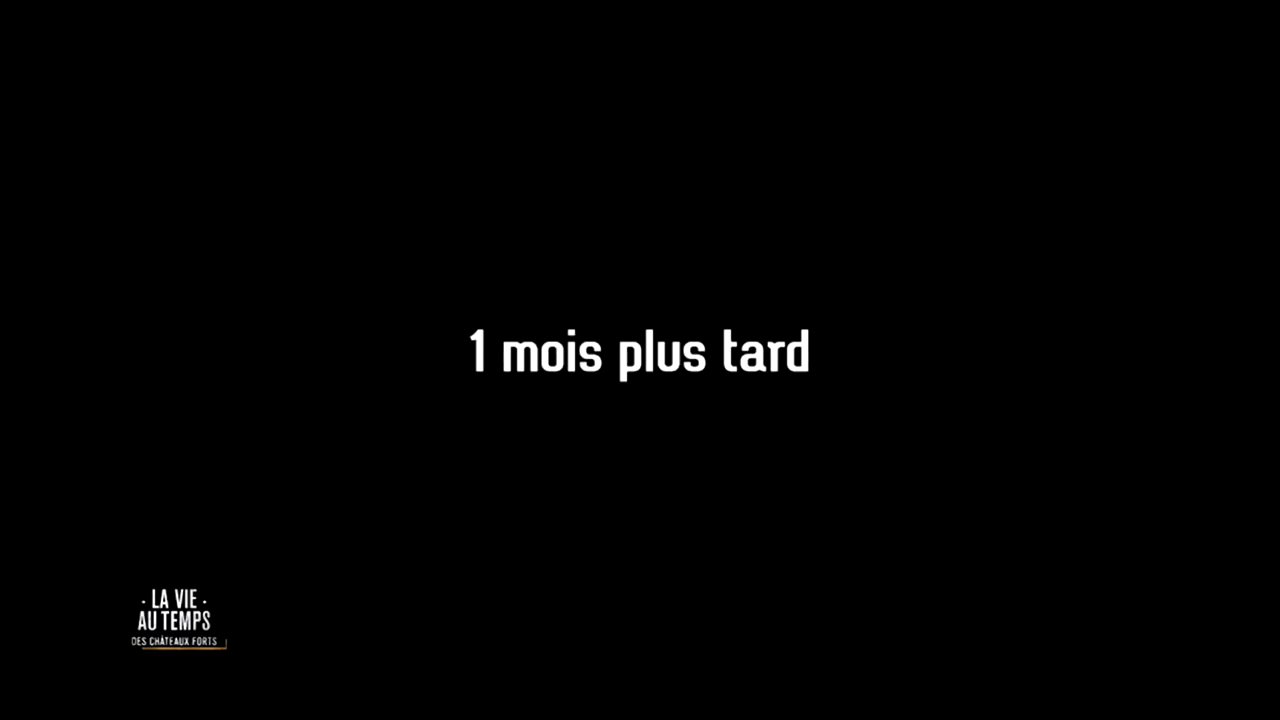 1 mois plus tard
· LA VIE ·
AU TEMPS
DES CHÂTEAUX FORTS